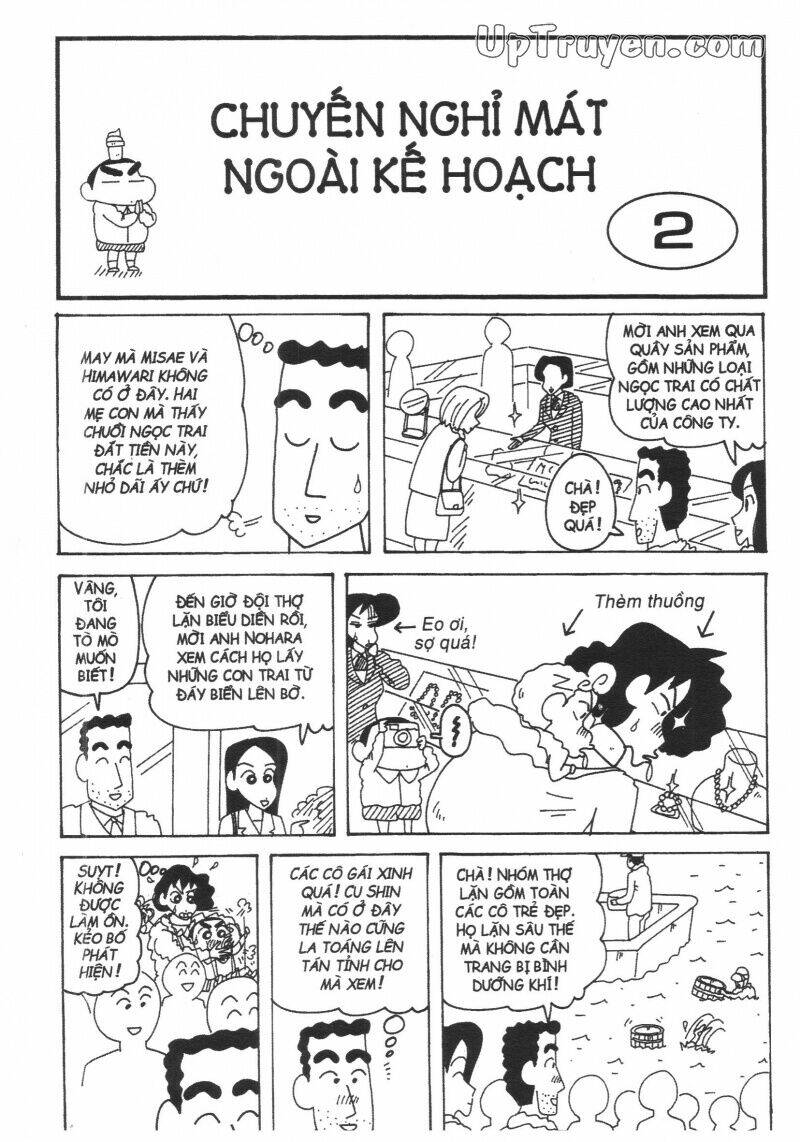 UpTruyen.com
CHUYẾN NGHỈ MÁT
NGOÀI KẾ HOẠCH
2
MAY MÀ MISAE VÀ
HIMAWARI KHÔNG
CÓ Ở ĐÂY. HAI
MẸ CON MÀ THẤY
CHUỖI NGỌC TRAI
ĐẮT TIỀN NÀY,
CHẮC LÀ THÈM
NHỎ DÃI ẤY CHỨ!
MỜI ANH XEM QUA
QUẦY SẢN PHẨM,
GỒM NHỮNG LOẠI
NGỌC TRAI CÓ CHẤT
LƯỢNG CAO NHẤT
CỦA CÔNG TY.
CHÀ!
ĐẸP
QUÁ!
VÂNG,
TÔI
ĐANG
TÒ MÒ
MUỐN
BIẾT!
ĐẾN GIỜ ĐỘI THỢ
LẶN BIỂU DIỄN RỒI,
MỜI ANH NOHARA
XEM CÁCH HỌ LẤY
NHỮNG CON TRAI TỪ
ĐÁY BIỂN LÊN BỜ.
Eo ơi,
sợ quá!
Thèm thuồng
SUỴT!
KHÔNG
ĐƯỢC
LÀM ỒN.
KẺO BỐ
PHÁT
HIỆN!
CÁC CÔ GÁI XINH
QUÁ! CU SHIN
MÀ CÓ Ở ĐÂY
THẾ NÀO CŨNG
LA TOÁNG LÊN
TÁN TỈNH CHO
MÀ XEM!
CHÀ! NHÓM THỢ
LẶN GỒM TOÀN
CÁC CÔ TRẺ ĐẸP.
HỌ LẶN SÂU THẾ
MÀ KHÔNG CẦN
TRANG BỊ BÌNH
DƯỠNG KHÍ!